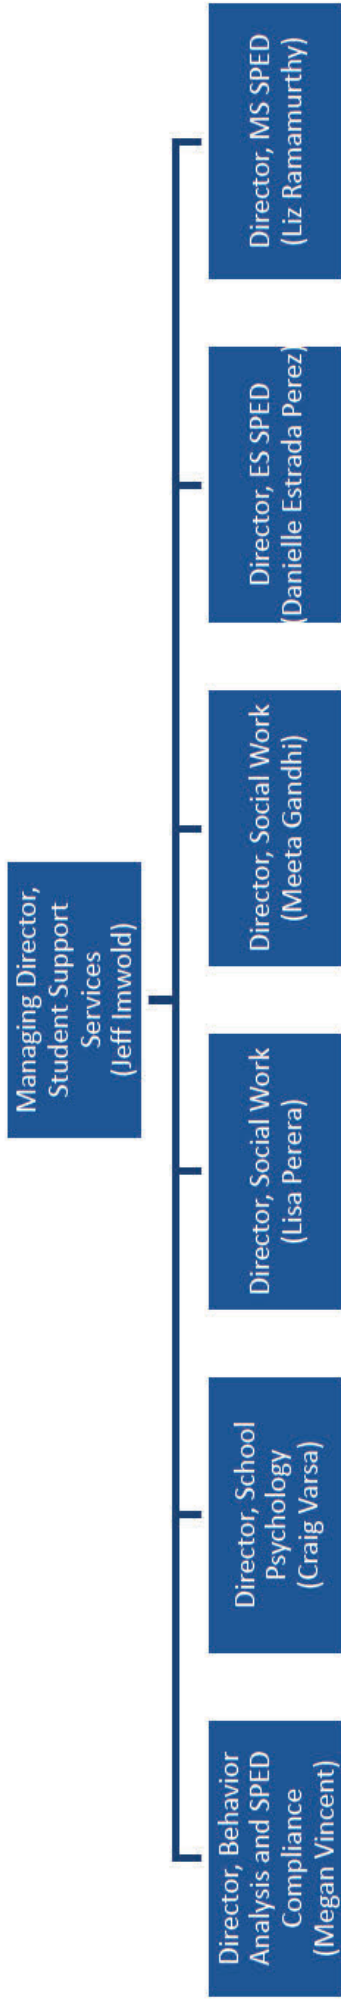 Managing Director,
Student Support
Services
(Jeff Imwold)
Director, Behavior
Analysis and SPED
Compliance
(Megan Vincent)
Director, School
Psychology
(Craig Varsa)
Director, Social Work
(Lisa Perera)
Director, Social Work
(Meeta Gandhi)
Director, ES SPED
(Danielle Estrada Perez)
Director, MS SPED
(Liz Ramamurthy)